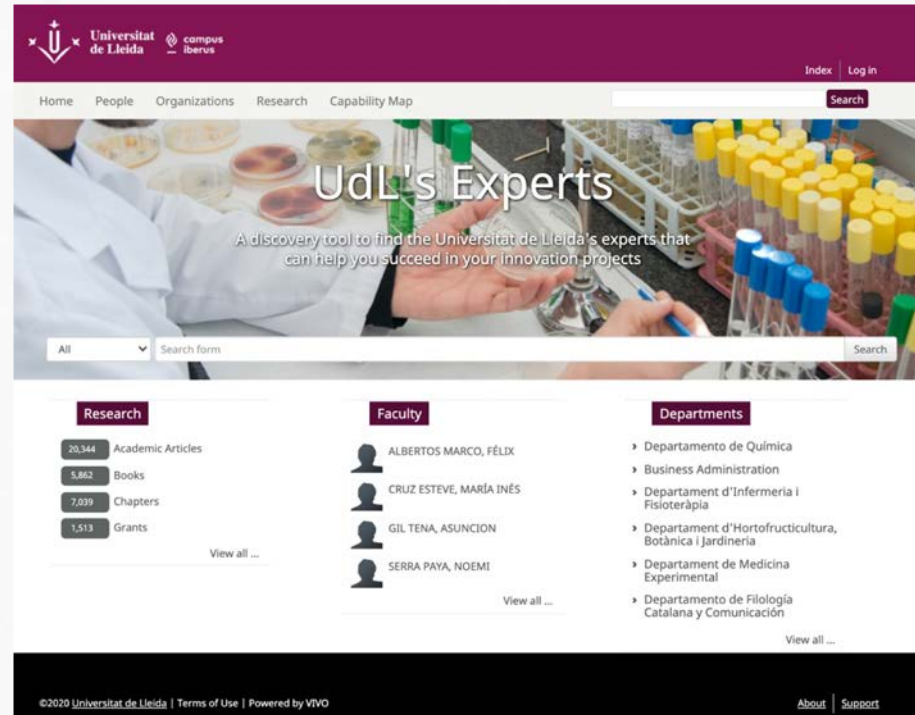 Universitat
de Lleida
campus
iberus
Index | Log in
Home People Organizations Research Capability Map
Search
UdL's Experts
A discovery tool to find the Universitat de Lleida's experts that
can help you succeed in your innovation projects
All Search form Search
Research
20,344 Academic Articles
5,862 Books
7,039 Chapters
1,513 Grants
View all ...
Faculty
ALBERTOS MARCO, FÉLIX
CRUZ ESTEVE, MARÍA INÉS
GIL TENA, ASUNCION
SERRA PAYA, NOEMI
View all ...
Departments
Departamento de Química
Business Administration
Departament d'Infermeria i
Fisioteràpia
Departament d'Hortofructicultura,
Botànica i Jardineria
Departament de Medicina
Experimental
Departamento de Filología
Catalana y Comunicación
View all ...
©2020 Universitat de Lleida | Terms of Use | Powered by VIVO
About | Support